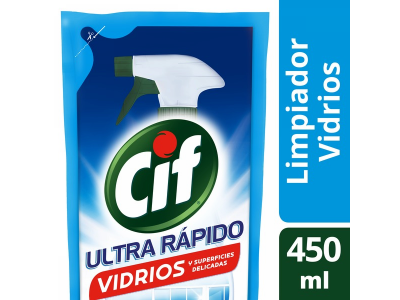 Cif
ULTRA RÁPIDO
VIDRIOS
Y SUPERFICIES
DELICADAS
Limpiador
Vidrios
450
ml